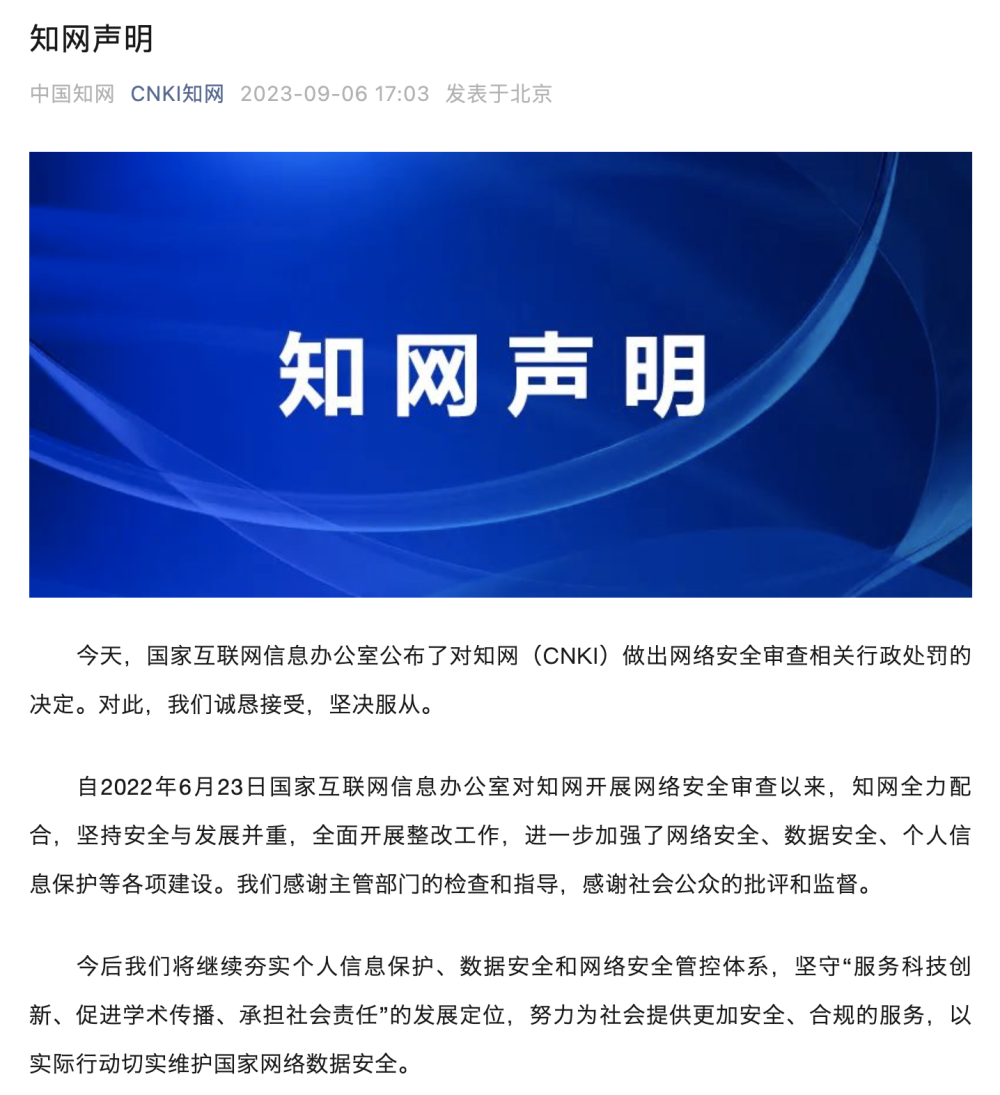 知网声明
中国知网 CNKI知网 2023-09-06 17:03 发表于北京
知网声明
今天，国家互联网信息办公室公布了对知网（CNKI）做出网络安全审查相关行政处罚的
决定。对此，我们诚恳接受，坚决服从。
自2022年6月23日国家互联网信息办公室对知网开展网络安全审查以来，知网全力配
合，坚持安全与发展并重，全面开展整改工作，进一步加强了网络安全、数据安全、个人信
息保护等各项建设。我们感谢主管部门的检查和指导，感谢社会公众的批评和监督。
今后我们将继续夯实个人信息保护、数据安全和网络安全管控体系，坚守“服务科技创
新、促进学术传播、承担社会责任”的发展定位，努力为社会提供更加安全、合规的服务，以
实际行动切实维护国家网络数据安全。